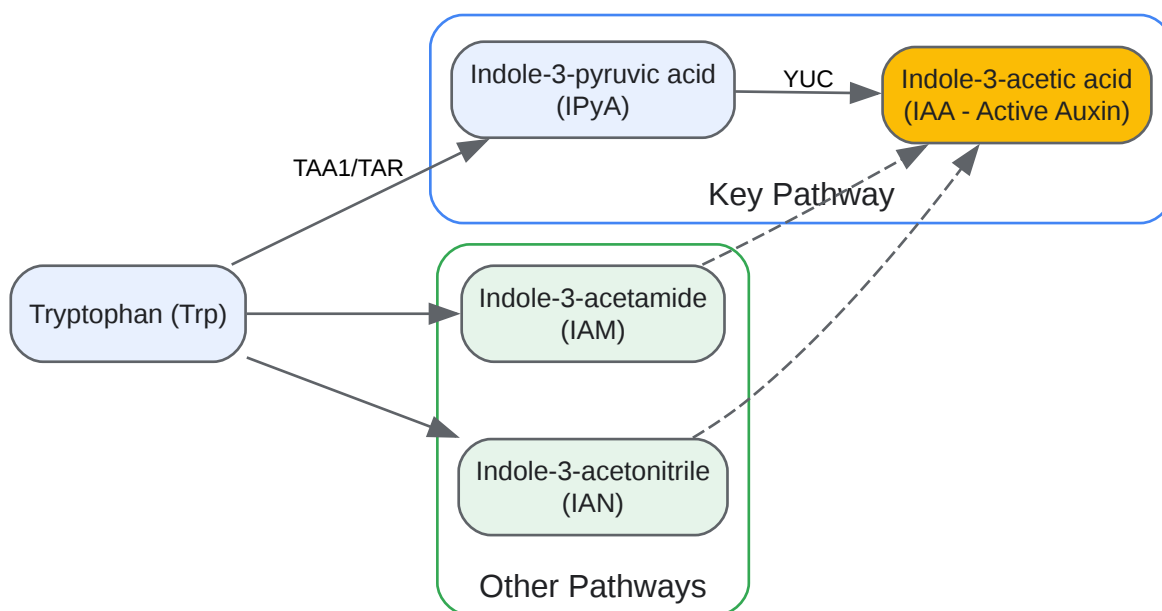 Indole-3-pyruvic acid
(IPyA)
YUC
Indole-3-acetic acid
(IAA - Active Auxin)
TAA1/TAR
Key Pathway
Tryptophan (Trp)
Indole-3-acetamide
(IAM)
Indole-3-acetonitrile
(IAN)
Other Pathways